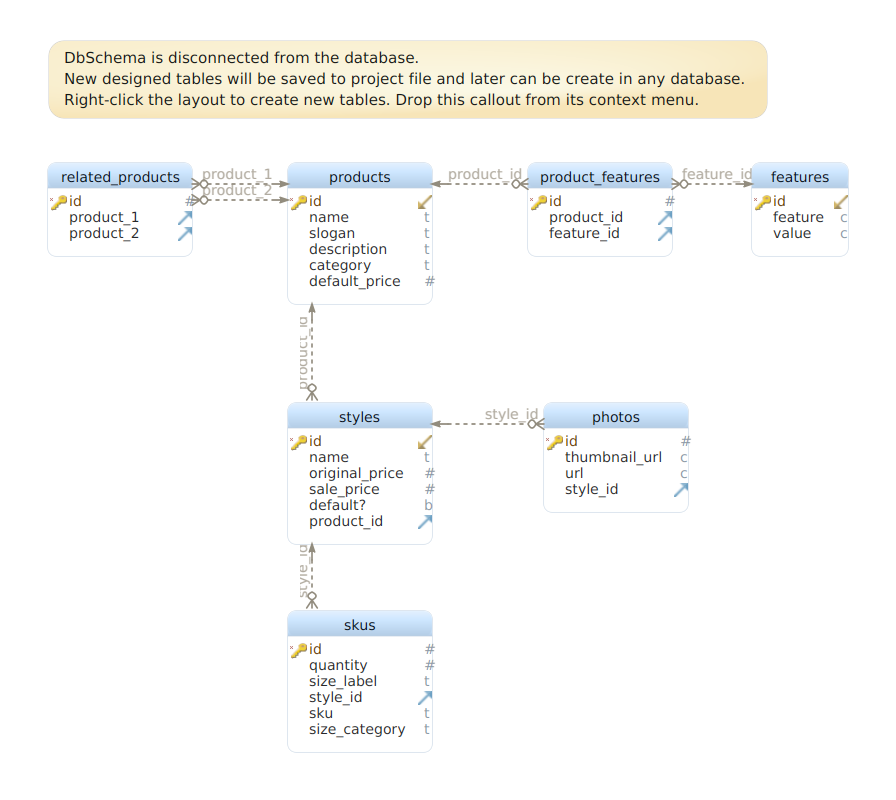 DbSchema is disconnected from the database.
New designed tables will be saved to project file and later can be create in any database.
Right-click the layout to create new tables. Drop this callout from its context menu.
related_products
id #
product_1
product_2
product_1
product_2
products
id
name t
slogan t
description t
category t
default_price #
product_id
product_features
id #
product_id
feature_id
feature_id
features
id
feature c
value c
product_id
styles
id
name t
original_price #
sale_price #
default? b
product_id
style_id
photos
id #
thumbnail_url c
url c
style_id
style_id
skus
id #
quantity #
size_label t
style_id
sku t
size_category t